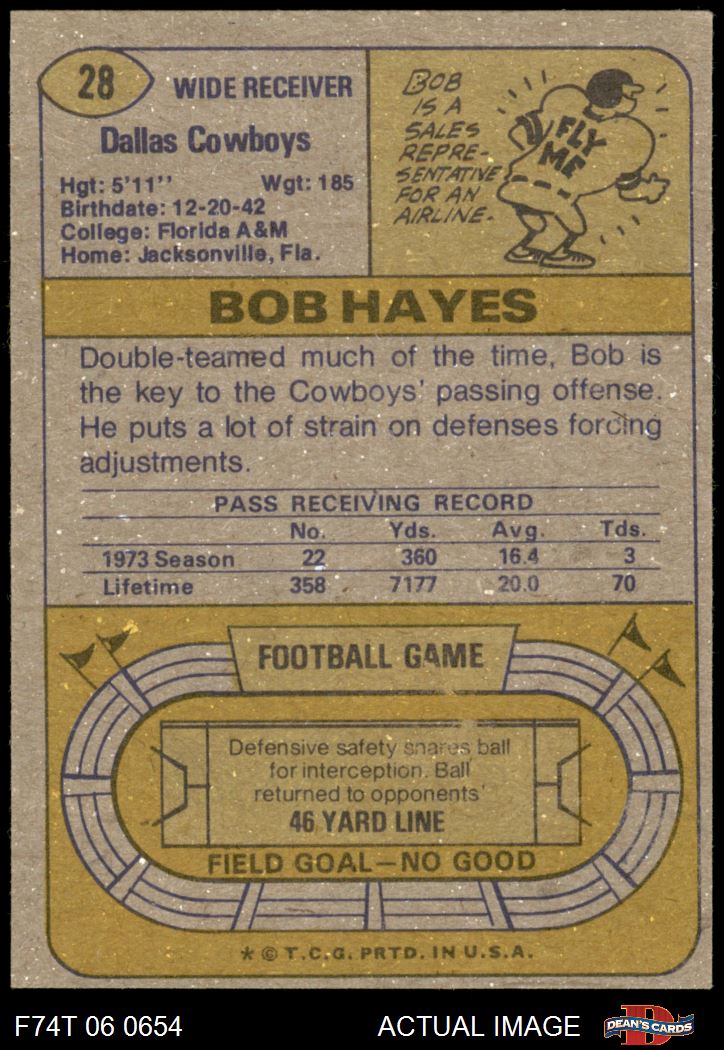 28
WIDE RECEIVER
Dallas Cowboys
Hgt: 5'11'' Wgt: 185
Birthdate: 12-20-42
College: Florida A&M
Home: Jacksonville, Fla.
BOB
IS A
SALES
REPRE-
SENTATIVE
FOR AN
AIRLINE.
FLY
ME
BOB HAYES
Double-teamed much of the time, Bob is
the key to the Cowboys' passing offense.
He puts a lot of strain on defenses forcing
adjustments.
PASS RECEIVING RECORD
No. Yds. Avg. Tds.
1973 Season 22 360 16.4 3
Lifetime 358 7177 20.0 70
FOOTBALL GAME
Defensive safety snares ball
for interception. Ball
returned to opponents'
46 YARD LINE
FIELD GOAL—NO GOOD
* © T.C.G. PRTD. IN U.S.A.
F74T 06 0654 ACTUAL IMAGE
D
DEAN'S CARDS